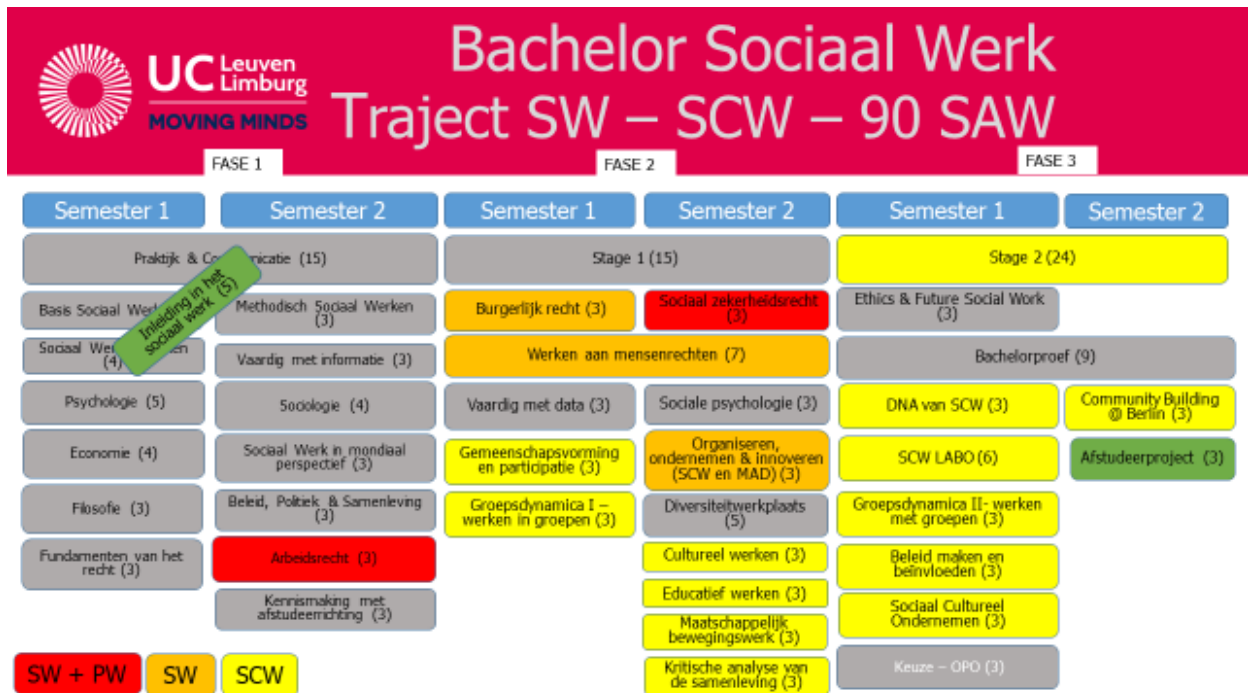 UC Leuven
Limburg
MOVING MINDS
Bachelor Sociaal Werk
Traject SW – SCW – 90 SAW
FASE 1
FASE 2
FASE 3
Semester 1
Semester 2
Semester 1
Semester 2
Semester 1
Semester 2
Praktijk & Co icatie (15)
Stage 1 (15)
Stage 2 (24)
Inleiding in het
sociaal werk (5)
Basis Sociaal Wer
Methodisch Sociaal Werken
(3)
Burgerlijk recht (3)
Sociaal zekerheidsrecht
(3)
Ethics & Future Social Work
(3)
Sociaal We en
(4)
Vaardig met informatie (3)
Werken aan mensenrechten (7)
Bachelorproef (9)
Psychologie (5)
Sociologie (4)
Vaardig met data (3)
Sociale psychologie (3)
DNA van SCW (3)
Community Building
@ Berlin (3)
Economie (4)
Sociaal Werk in mondiaal
perspectief (3)
Gemeenschapsvorming
en participatie (3)
Organiseren,
ondernemen & innoveren
(SCW en MAD) (3)
SCW LABO (6)
Afstudeerproject (3)
Filosofie (3)
Beleid, Politiek & Samenleving
(3)
Groepsdynamica I –
werken in groepen (3)
Diversiteitwerkplaats
(5)
Groepsdynamica II- werken
met groepen (3)
Fundamenten van het
recht (3)
Arbeidsrecht (3)
Cultureel werken (3)
Beleid maken en
beïnvloeden (3)
Kennismaking met
afstudeerrichting (3)
Educatief werken (3)
Maatschappelijk
bewegingswerk (3)
Sociaal Cultureel
Ondernemen (3)
Kritische analyse van
de samenleving (3)
Keuze – OPO (3)
SW + PW
SW
SCW